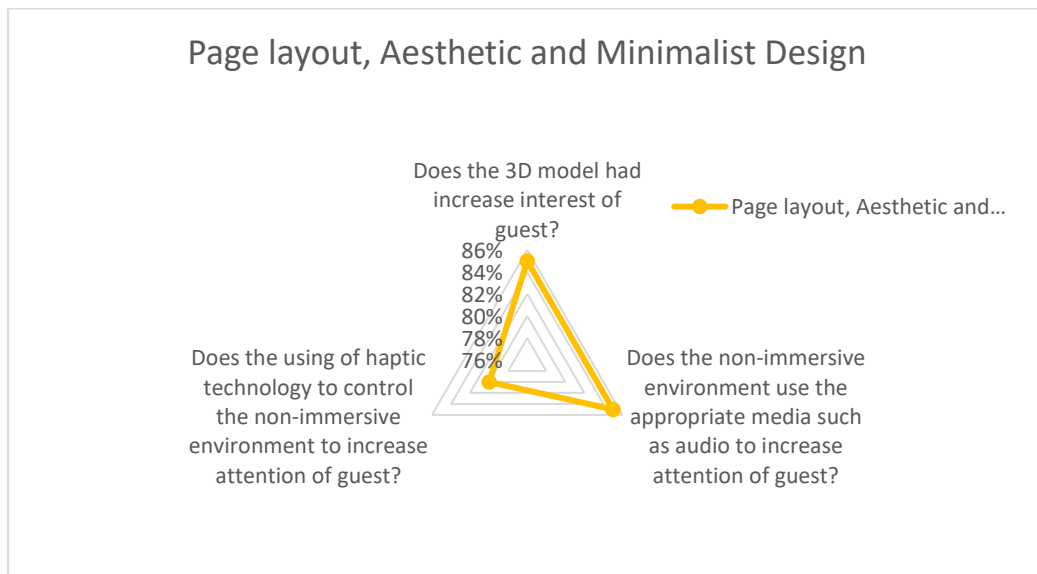 Page layout, Aesthetic and Minimalist Design
Does the 3D model had
increase interest of
guest?
Page layout, Aesthetic and…
86%
84%
82%
80%
78%
76%
Does the using of haptic
technology to control
the non-immersive
environment to increase
attention of guest?
Does the non-immersive
environment use the
appropriate media such
as audio to increase
attention of guest?